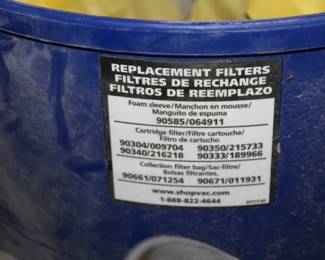 REPLACEMENT FILTERS
FILTRES DE RECHANGE
FILTROS DE REEMPLAZO
Foam sleeve/Manchon en mousse/
Manguito de espuma
90585/064911
Cartridge filter/Filtre cartouche/
Filtro de cartucho
90304/009704 90350/215733
90340/216218 90333/189966
Collection filter bag/Sac-filtre/
Bolsas filtrantes.
90661/071254 90671/011931
www.shopvac.com
1-888-822-4644